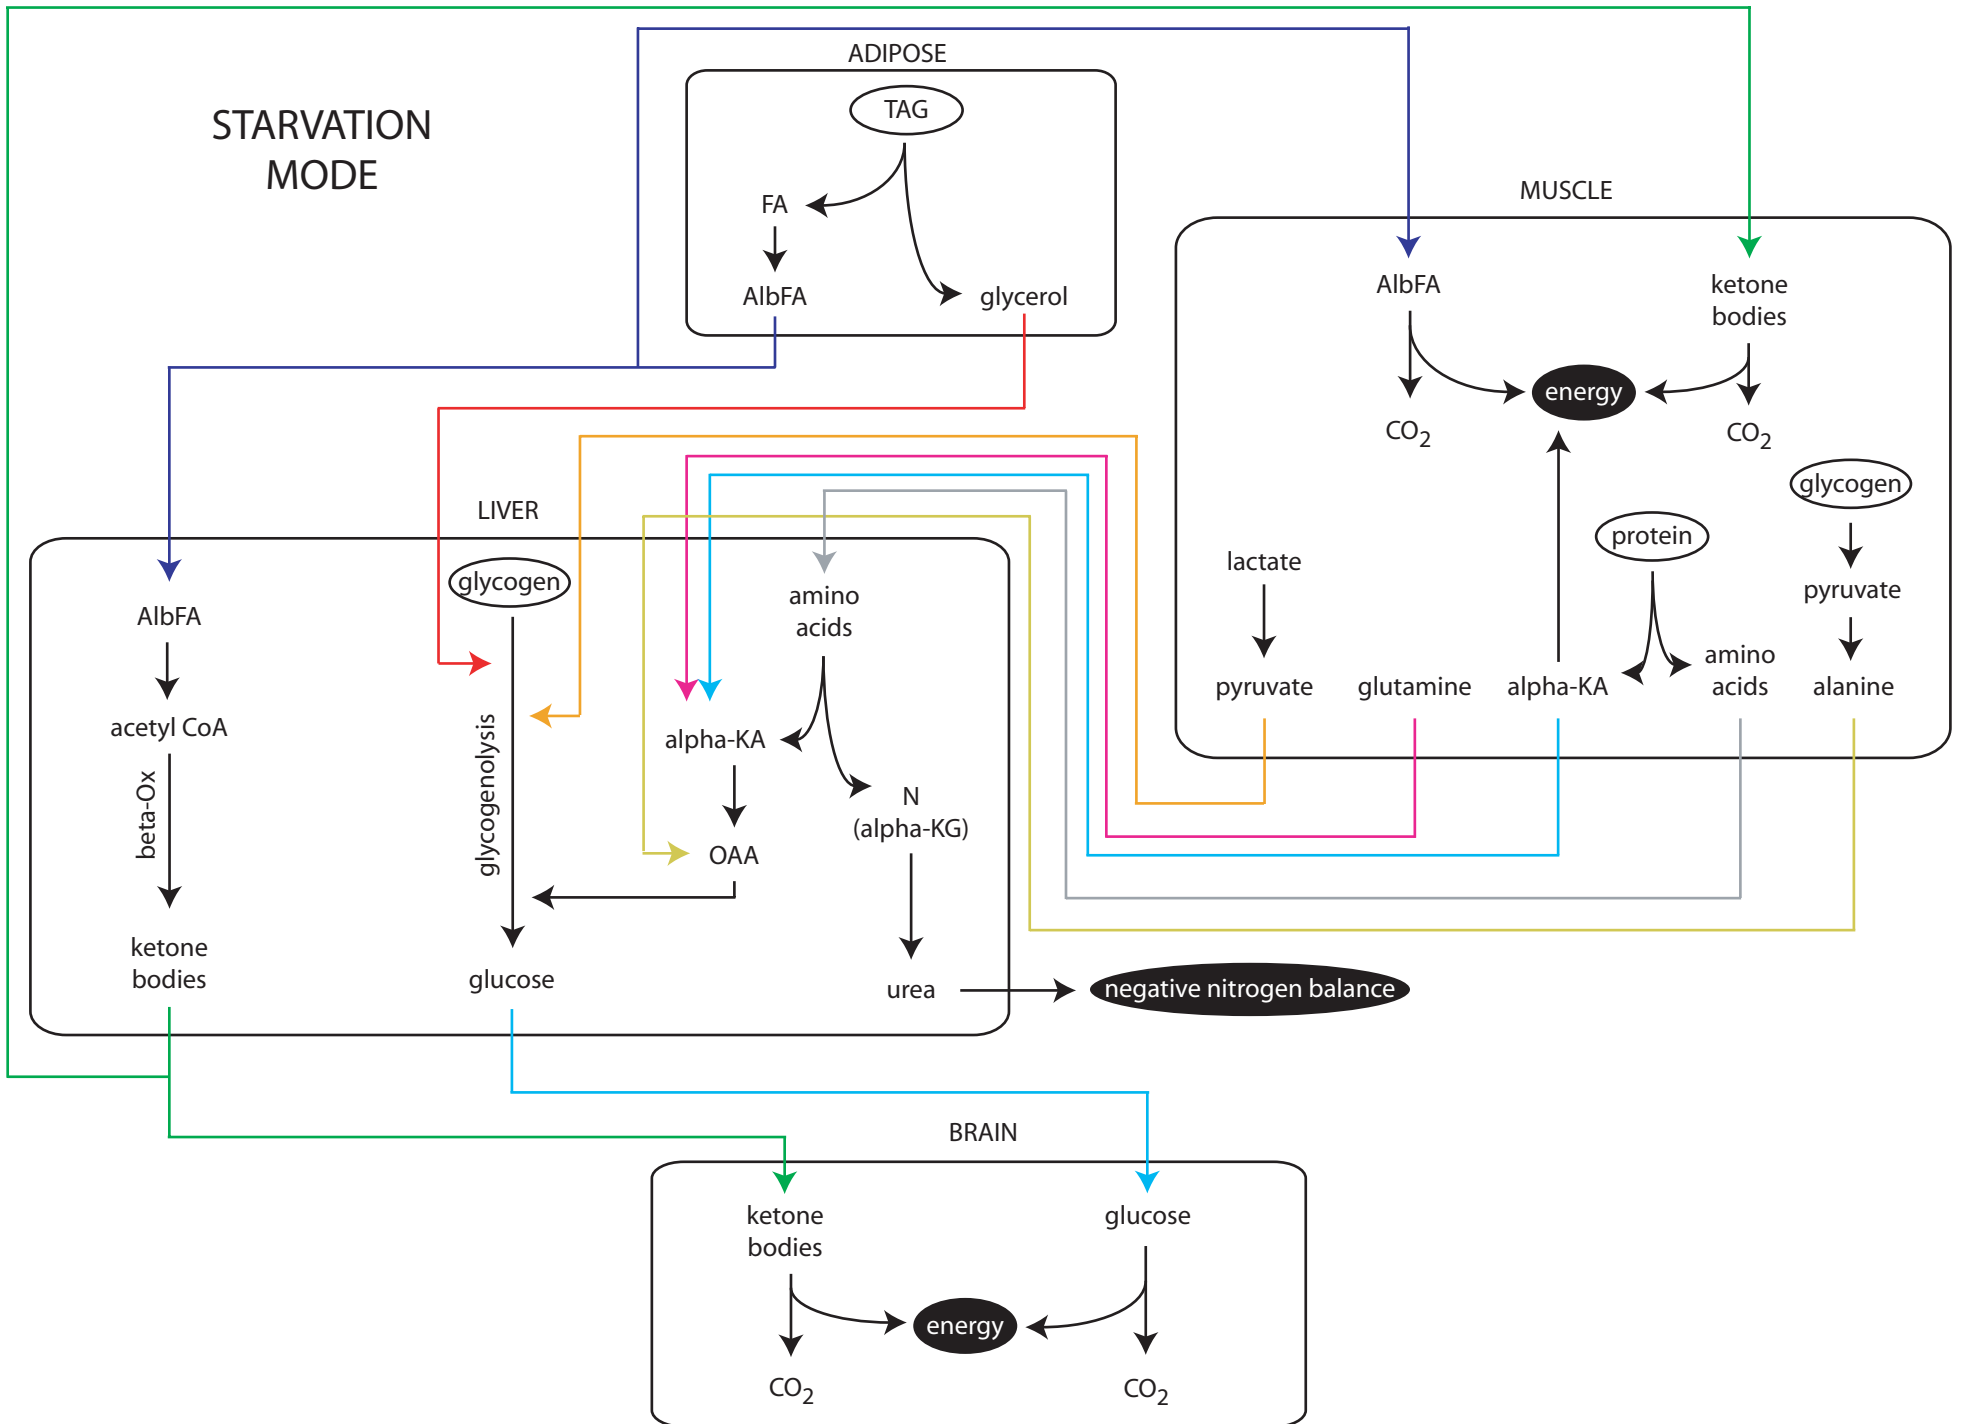 STARVATION
MODE
ADIPOSE
TAG
FA
AlbFA
glycerol
MUSCLE
AlbFA
ketone
bodies
energy
CO2
CO2
glycogen
protein
lactate
pyruvate
pyruvate
glutamine
alpha-KA
amino
acids
alanine
LIVER
glycogen
AlbFA
amino
acids
acetyl CoA
alpha-KA
beta-Ox
glycogenolysis
N
(alpha-KG)
OAA
ketone
bodies
glucose
urea
negative nitrogen balance
BRAIN
ketone
bodies
glucose
energy
CO2
CO2